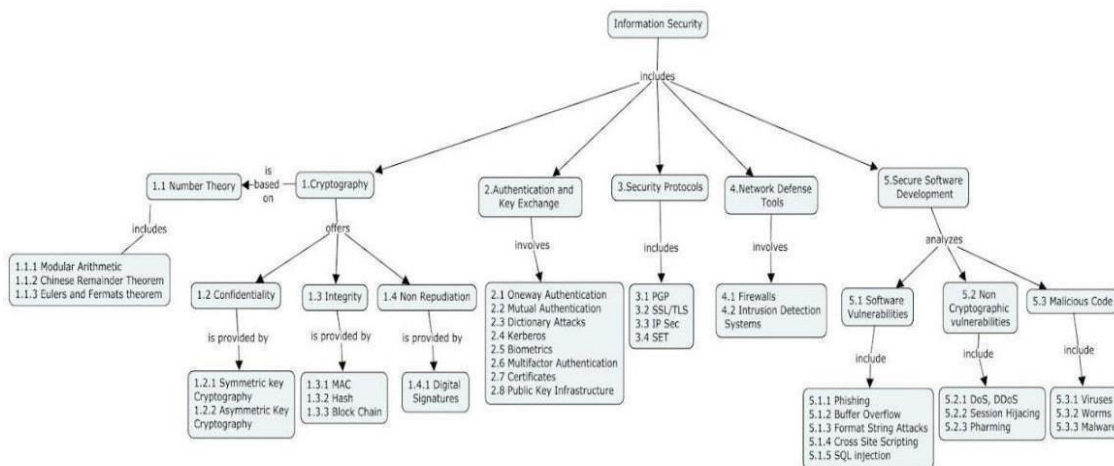 Information Security
includes
1.1 Number Theory
is
based
on
1.Cryptography
2.Authentication and
Key Exchange
3.Security Protocols
4.Network Defense
Tools
5.Secure Software
Development
includes
offers
involves
includes
involves
analyzes
1.1.1 Modular Arithmetic
1.1.2 Chinese Remainder Theorem
1.1.3 Eulers and Fermats theorem
1.2 Confidentiality
1.3 Integrity
1.4 Non Repudiation
2.1 Oneway Authentication
2.2 Mutual Authentication
2.3 Dictionary Attacks
2.4 Kerberos
2.5 Biometrics
2.6 Multifactor Authentication
2.7 Certificates
2.8 Public Key Infrastructure
3.1 PGP
3.2 SSL/TLS
3.3 IP Sec
3.4 SET
4.1 Firewalls
4.2 Intrusion Detection
Systems
5.1 Software
Vulnerabilities
5.2 Non
Cryptographic
vulnerabilities
5.3 Malicious Code
is provided by
is provided by
is provided by
include
include
include
1.2.1 Symmetric key
Cryptography
1.2.2 Asymmetric Key
Cryptography
1.3.1 MAC
1.3.2 Hash
1.3.3 Block Chain
1.4.1 Digital
Signatures
5.1.1 Phishing
5.1.2 Buffer Overflow
5.1.3 Format String Attacks
5.1.4 Cross Site Scripting
5.1.5 SQL injection
5.2.1 DoS, DDoS
5.2.2 Session Hijacing
5.2.3 Pharming
5.3.1 Viruses
5.3.2 Worms
5.3.3 Malware